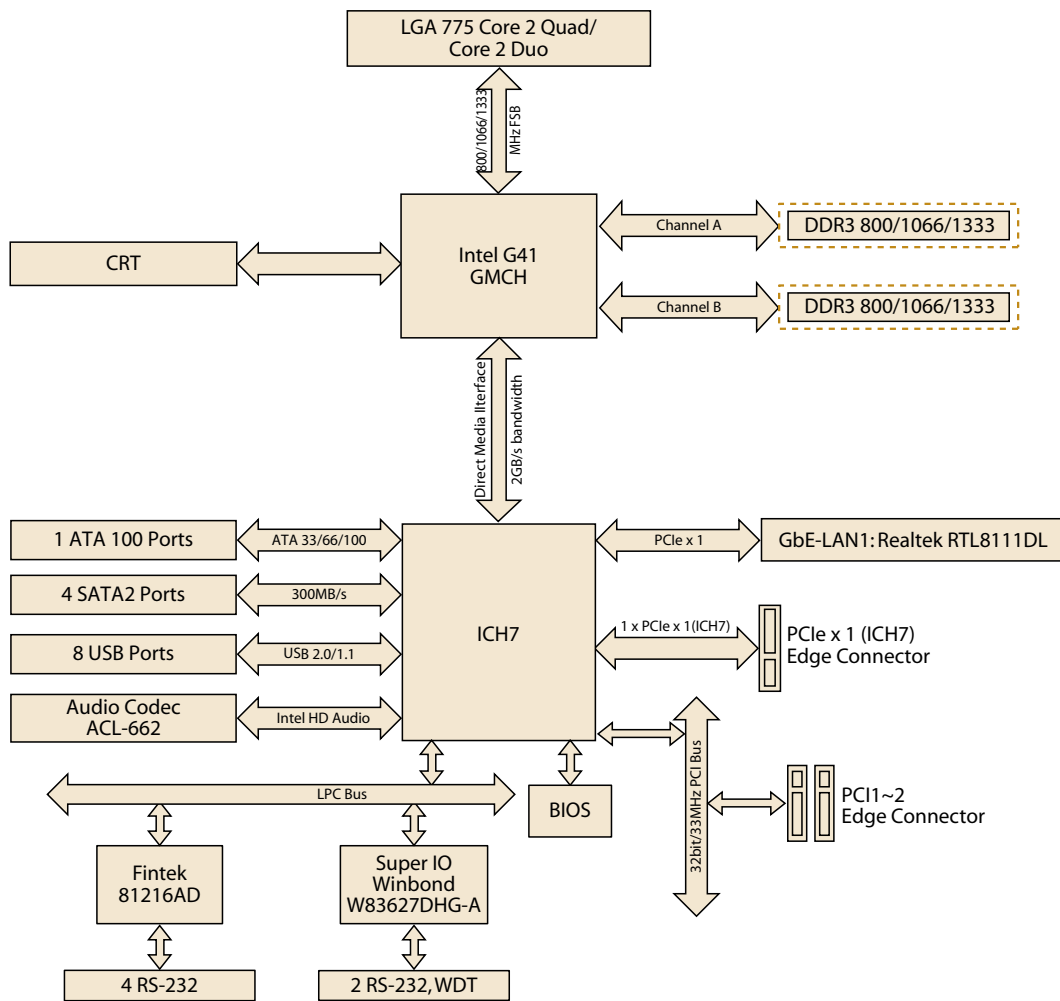 LGA 775 Core 2 Quad/
Core 2 Duo
800/1066/1333
MHz FSB
CRT
Intel G41
GMCH
Channel A
DDR3 800/1066/1333
Channel B
DDR3 800/1066/1333
Direct Media IIterface
2GB/s bandwidth
1 ATA 100 Ports
ATA 33/66/100
4 SATA2 Ports
300MB/s
8 USB Ports
USB 2.0/1.1
Audio Codec
ACL-662
Intel HD Audio
ICH7
PCIe x 1
GbE-LAN1: Realtek RTL8111DL
1 x PCIe x 1(ICH7)
PCIe x 1 (ICH7)
Edge Connector
32bit/33MHz PCI Bus
PCI1~2
Edge Connector
LPC Bus
BIOS
Fintek
81216AD
Super IO
Winbond
W83627DHG-A
4 RS-232
2 RS-232, WDT